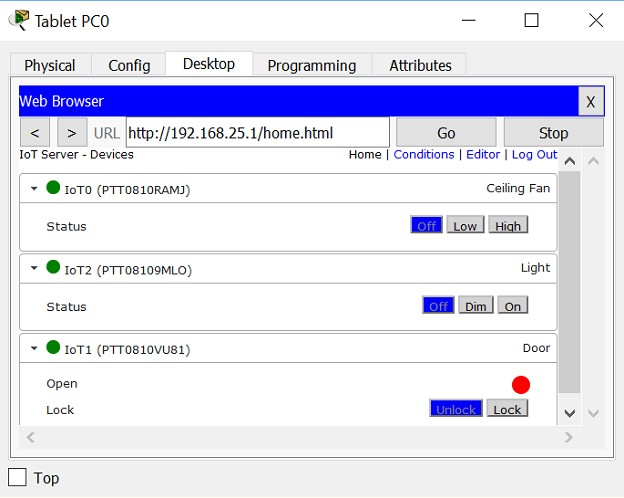 Tablet PC0
Physical Config Desktop Programming Attributes
Web Browser X
< > URL http://192.168.25.1/home.html Go Stop
IoT Server - Devices Home | Conditions | Editor | Log Out
IoT0 (PTT0810RAMJ) Ceiling Fan
Status Off Low High
IoT2 (PTT08109MLO) Light
Status Off Dim On
IoT1 (PTT0810VU81) Door
Open
Lock Unlock Lock
Top